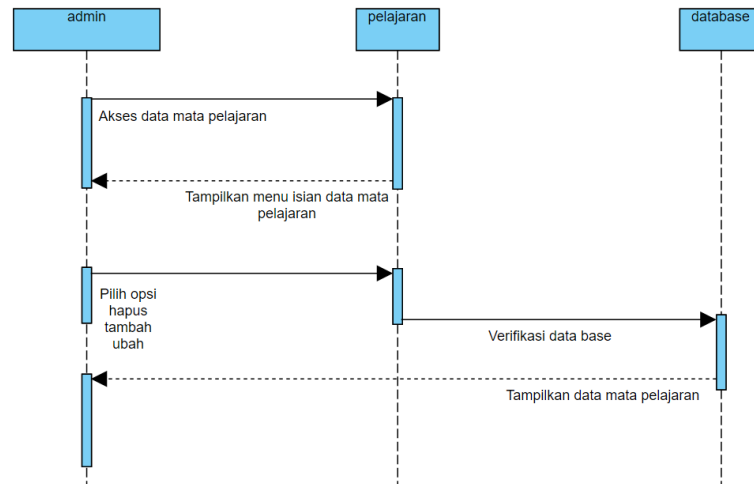 admin
pelajaran
database
Akses data mata pelajaran
Tampilkan menu isian data mata
pelajaran
Pilih opsi
hapus
tambah
ubah
Verifikasi data base
Tampilkan data mata pelajaran